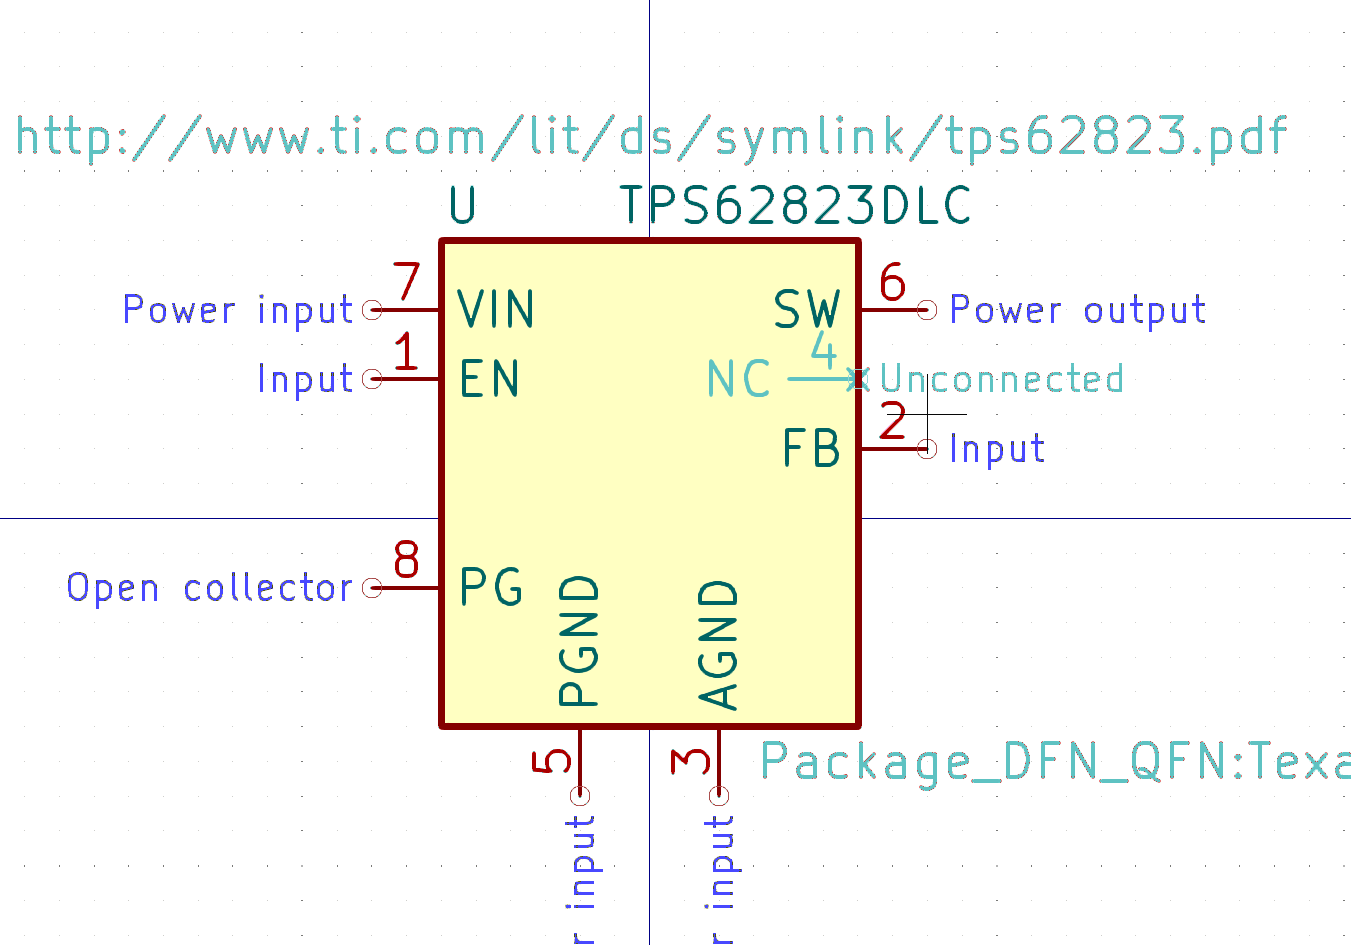 http://www.ti.com/lit/ds/symlink/tps62823.pdf
U TPS62823DLC
Power input 7 VIN SW 6 Power output
Input 1 EN NC 4 Unconnected
FB 2 Input
Open collector 8 PG
PGND AGND
5 3
Package_DFN_QFN:Texa
r input r input